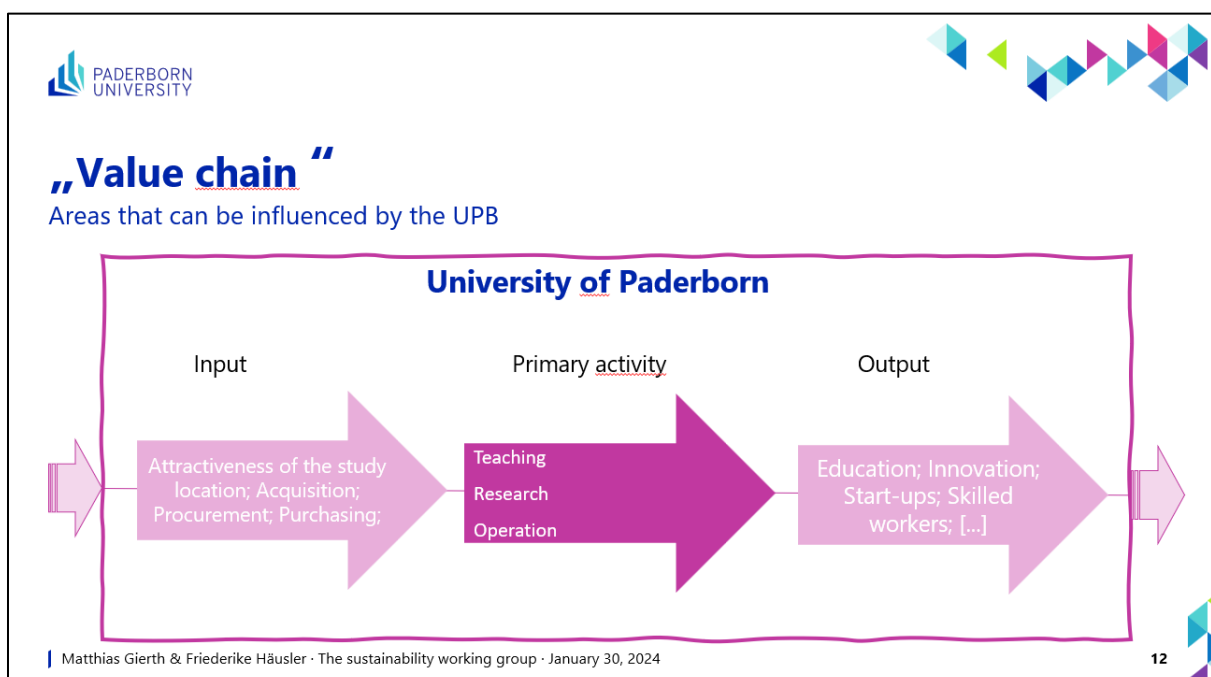 PADERBORN
UNIVERSITY
„Value chain “
Areas that can be influenced by the UPB
University of Paderborn
Input
Primary activity
Output
Attractiveness of the study
location; Acquisition;
Procurement; Purchasing;
Teaching
Research
Operation
Education; Innovation;
Start-ups; Skilled
workers; [...]
Matthias Gierth & Friederike Häusler · The sustainability working group · January 30, 2024
12